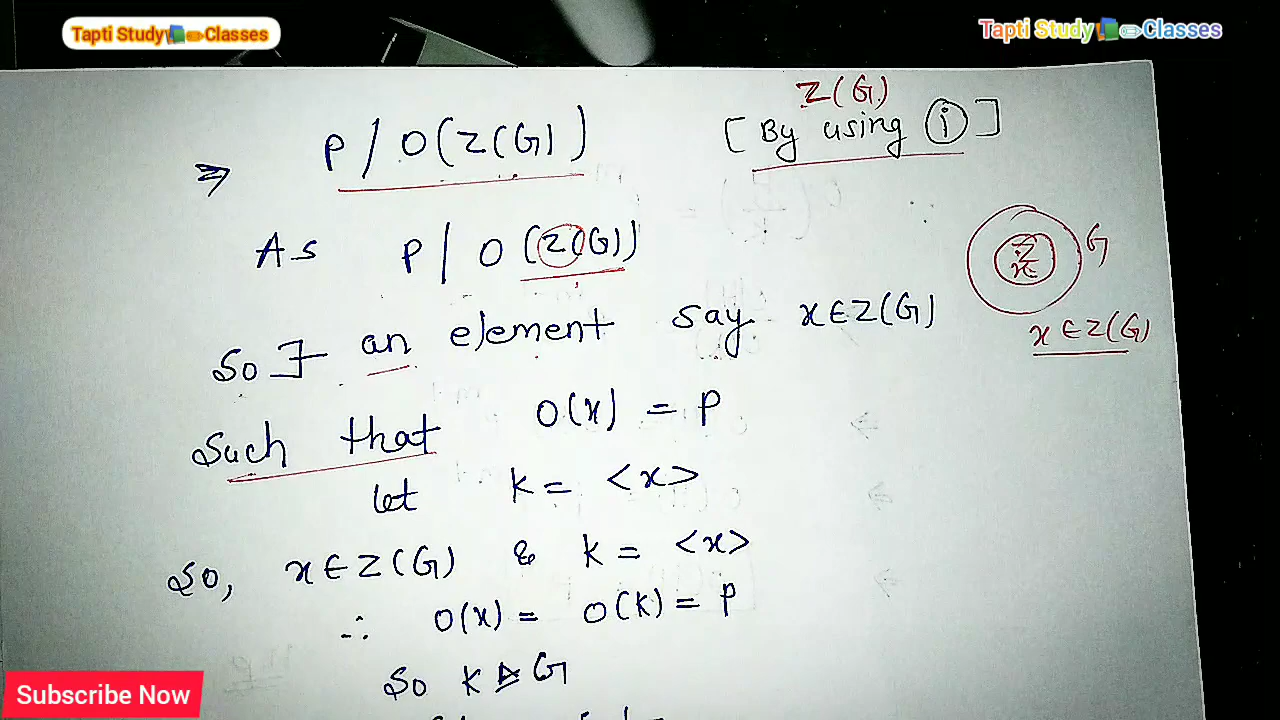 Tapti Study Classes
Tapti Study Classes
Z(G)
⇒ p / O(Z(G)) [By using (i)]
As p / O(Z(G))
G
Z
x
So ∃ an element say x∈Z(G)
x∈Z(G)
Such that O(x) = p
let k = <x>
So, x∈Z(G) & k = <x>
∴ O(x) = O(k) = p
So k ⊵ G
Subscribe Now